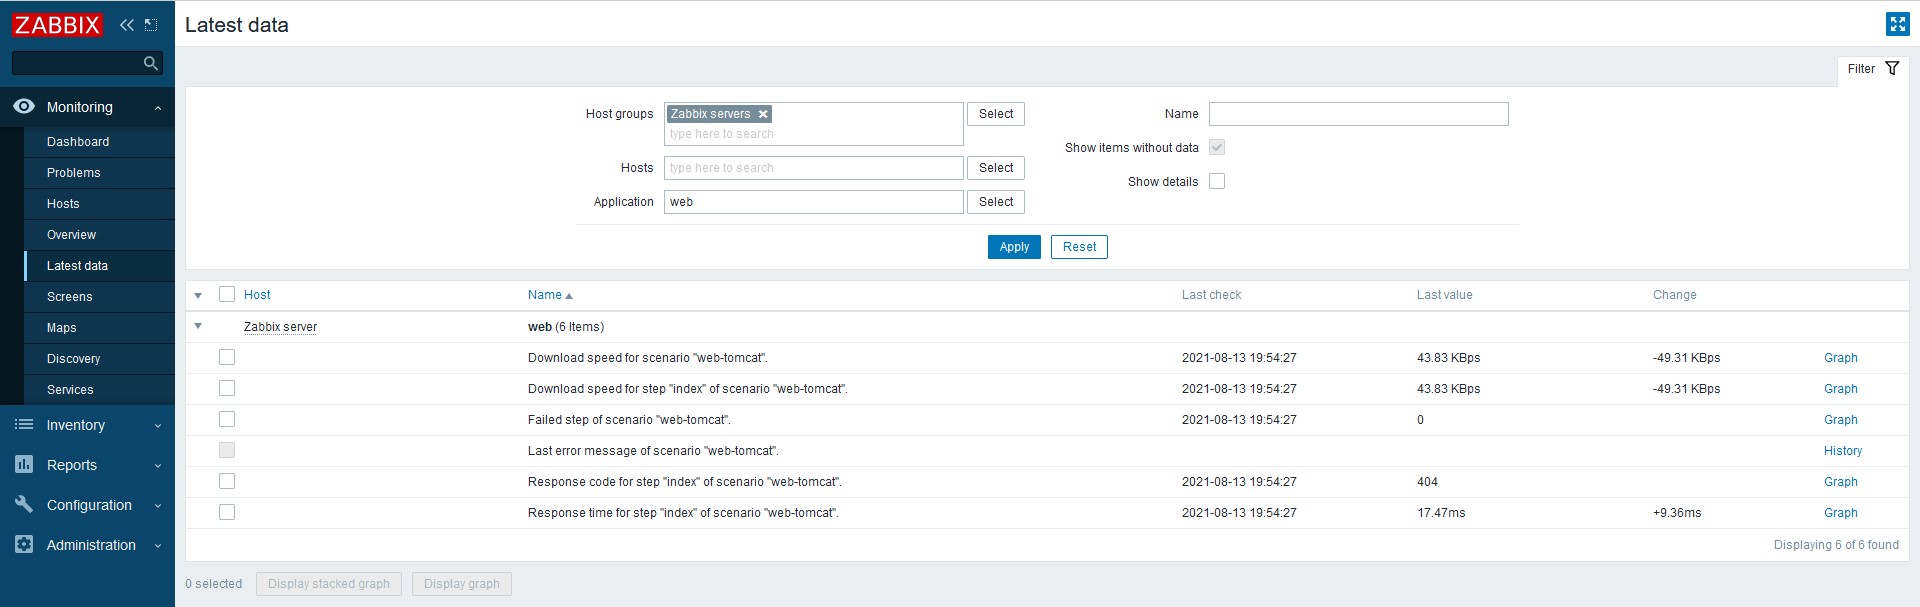 ZABBIX
Latest data
Filter
Monitoring
Dashboard
Problems
Hosts
Overview
Latest data
Screens
Maps
Discovery
Services
Inventory
Reports
Configuration
Administration
Host groups Zabbix servers Select Name
type here to search
Show items without data
Hosts type here to search Select
Show details
Application web Select
Apply Reset
Host Name Last check Last value Change
Zabbix server web (6 Items)
Download speed for scenario "web-tomcat". 2021-08-13 19:54:27 43.83 KBps -49.31 KBps Graph
Download speed for step "index" of scenario "web-tomcat". 2021-08-13 19:54:27 43.83 KBps -49.31 KBps Graph
Failed step of scenario "web-tomcat". 2021-08-13 19:54:27 0 Graph
Last error message of scenario "web-tomcat". History
Response code for step "index" of scenario "web-tomcat". 2021-08-13 19:54:27 404 Graph
Response time for step "index" of scenario "web-tomcat". 2021-08-13 19:54:27 17.47ms +9.36ms Graph
Displaying 6 of 6 found
0 selected Display stacked graph Display graph